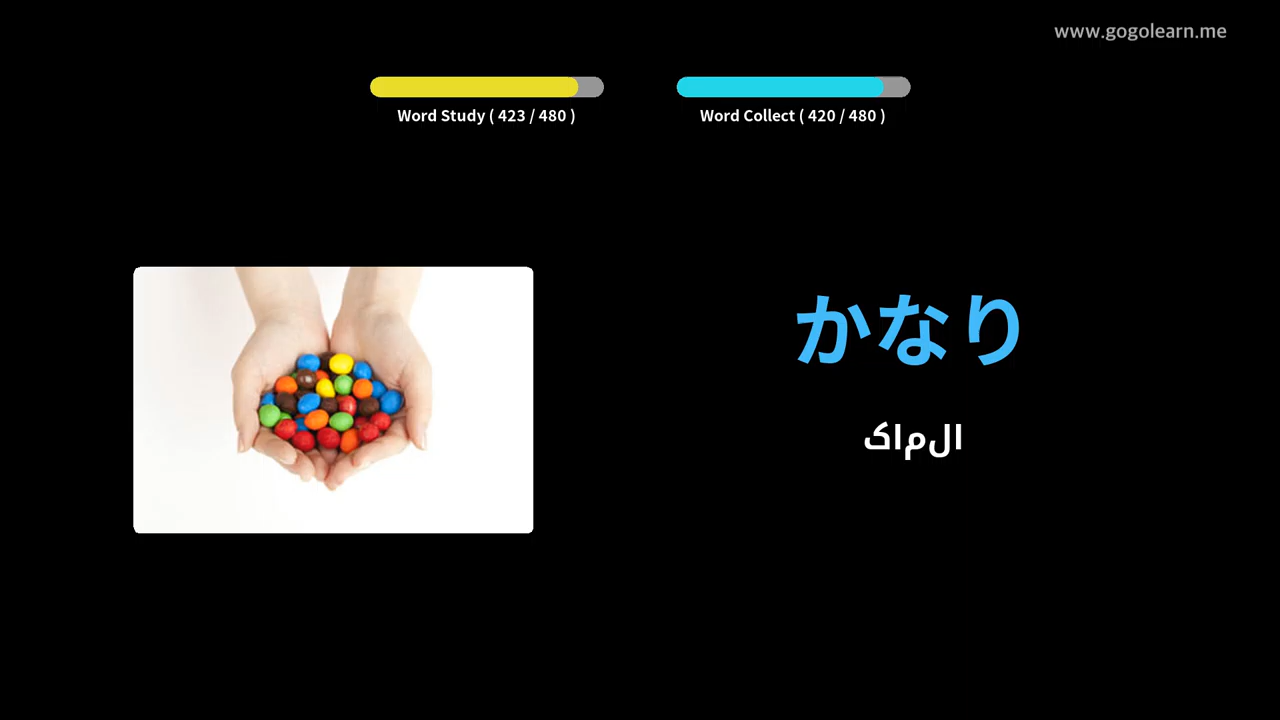 www.gogolearn.me
Word Study ( 423 / 480 )
Word Collect ( 420 / 480 )
かなり
الماک